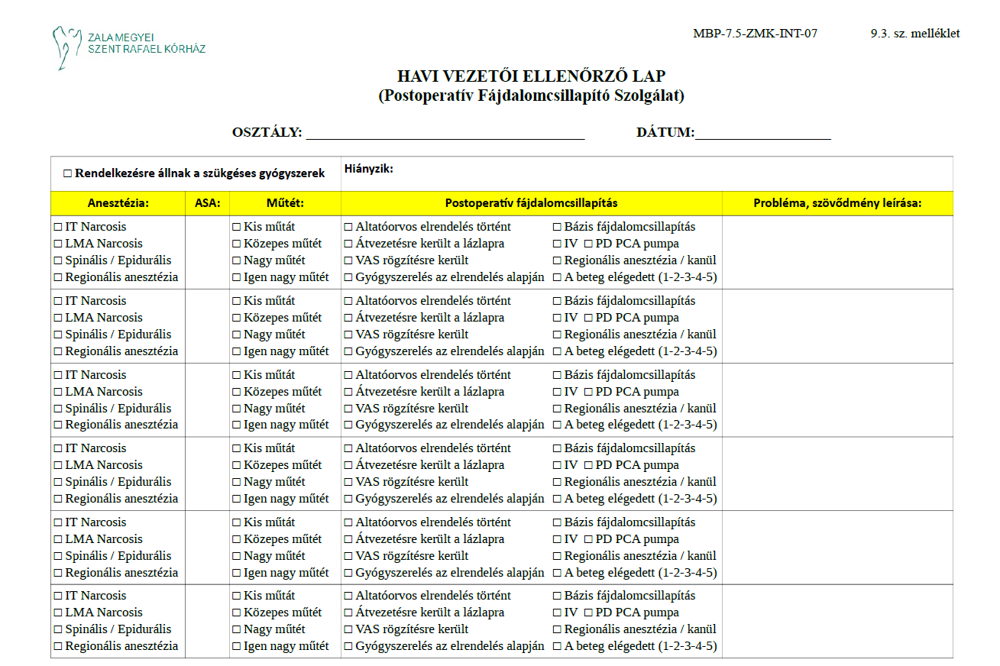 ZALA MEGYEI
SZENT RAFAEL KÓRHÁZ
MBP-7.5-ZMK-INT-07 9.3. sz. melléklet
HAVI VEZETŐI ELLENŐRZŐ LAP
(Postoperatív Fájdalomcsillapító Szolgálat)
OSZTÁLY: ____________________ DÁTUM:____________________
□ Rendelkezésre állnak a szükgéses gyógyszerek Hiányzik:
Anesztézia: ASA: Műtét: Postoperatív fájdalomcsillapítás Probléma, szövődmény leírása:
□ IT Narcosis □ Kis műtát □ Altatóorvos elrendelés történt □ Bázis fájdalomcsillapítás
□ LMA Narcosis □ Közepes műtét □ Átvezetésre került a lázlapra □ IV □ PD PCA pumpa
□ Spinális / Epidurális □ Nagy műtét □ VAS rögzítésre került □ Regionális anesztézia / kanül
□ Regionális anesztézia □ Igen nagy műtét □ Gyógyszerelés az elrendelés alapján □ A beteg elégedett (1-2-3-4-5)
□ IT Narcosis □ Kis műtát □ Altatóorvos elrendelés történt □ Bázis fájdalomcsillapítás
□ LMA Narcosis □ Közepes műtét □ Átvezetésre került a lázlapra □ IV □ PD PCA pumpa
□ Spinális / Epidurális □ Nagy műtét □ VAS rögzítésre került □ Regionális anesztézia / kanül
□ Regionális anesztézia □ Igen nagy műtét □ Gyógyszerelés az elrendelés alapján □ A beteg elégedett (1-2-3-4-5)
□ IT Narcosis □ Kis műtát □ Altatóorvos elrendelés történt □ Bázis fájdalomcsillapítás
□ LMA Narcosis □ Közepes műtét □ Átvezetésre került a lázlapra □ IV □ PD PCA pumpa
□ Spinális / Epidurális □ Nagy műtét □ VAS rögzítésre került □ Regionális anesztézia / kanül
□ Regionális anesztézia □ Igen nagy műtét □ Gyógyszerelés az elrendelés alapján □ A beteg elégedett (1-2-3-4-5)
□ IT Narcosis □ Kis műtát □ Altatóorvos elrendelés történt □ Bázis fájdalomcsillapítás
□ LMA Narcosis □ Közepes műtét □ Átvezetésre került a lázlapra □ IV □ PD PCA pumpa
□ Spinális / Epidurális □ Nagy műtét □ VAS rögzítésre került □ Regionális anesztézia / kanül
□ Regionális anesztézia □ Igen nagy műtét □ Gyógyszerelés az elrendelés alapján □ A beteg elégedett (1-2-3-4-5)
□ IT Narcosis □ Kis műtát □ Altatóorvos elrendelés történt □ Bázis fájdalomcsillapítás
□ LMA Narcosis □ Közepes műtét □ Átvezetésre került a lázlapra □ IV □ PD PCA pumpa
□ Spinális / Epidurális □ Nagy műtét □ VAS rögzítésre került □ Regionális anesztézia / kanül
□ Regionális anesztézia □ Igen nagy műtét □ Gyógyszerelés az elrendelés alapján □ A beteg elégedett (1-2-3-4-5)
□ IT Narcosis □ Kis műtát □ Altatóorvos elrendelés történt □ Bázis fájdalomcsillapítás
□ LMA Narcosis □ Közepes műtét □ Átvezetésre került a lázlapra □ IV □ PD PCA pumpa
□ Spinális / Epidurális □ Nagy műtét □ VAS rögzítésre került □ Regionális anesztézia / kanül
□ Regionális anesztézia □ Igen nagy műtét □ Gyógyszerelés az elrendelés alapján □ A beteg elégedett (1-2-3-4-5)